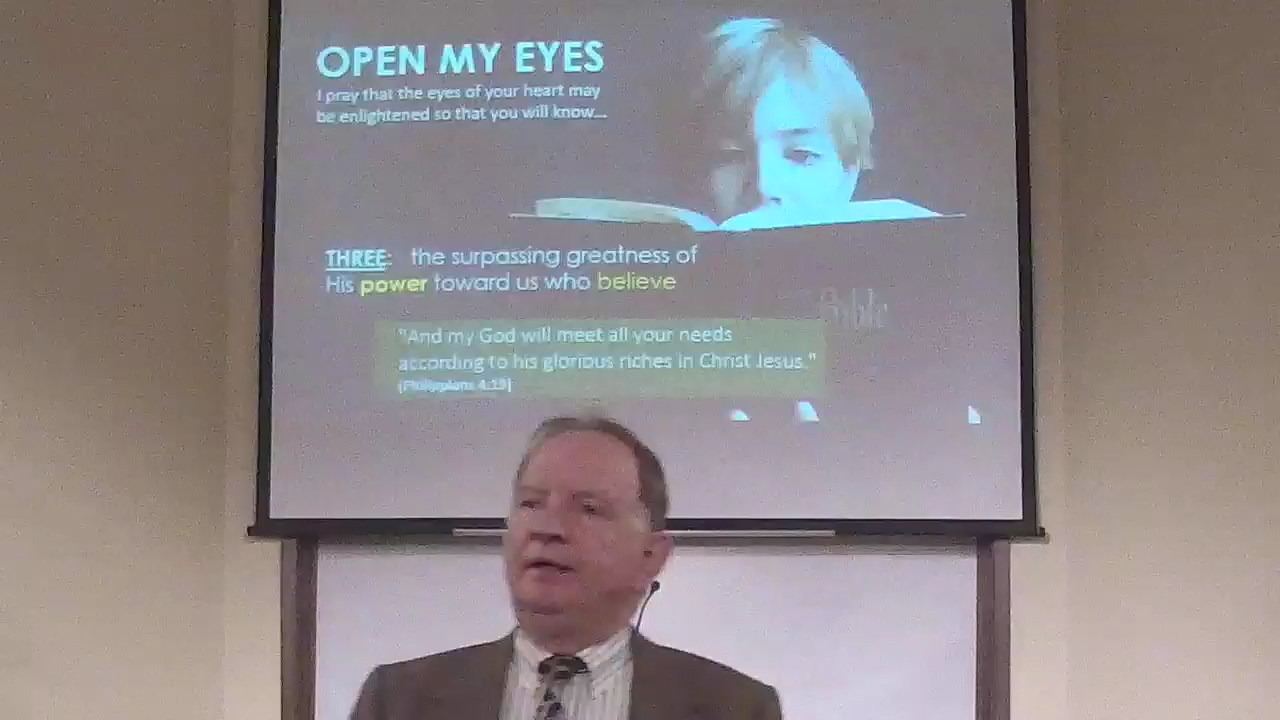 OPEN MY EYES
I pray that the eyes of your heart may
be enlightened so that you will know...
THREE: the surpassing greatness of
His power toward us who believe
Bible
"And my God will meet all your needs
according to his glorious riches in Christ Jesus."
(Philippians 4:19)